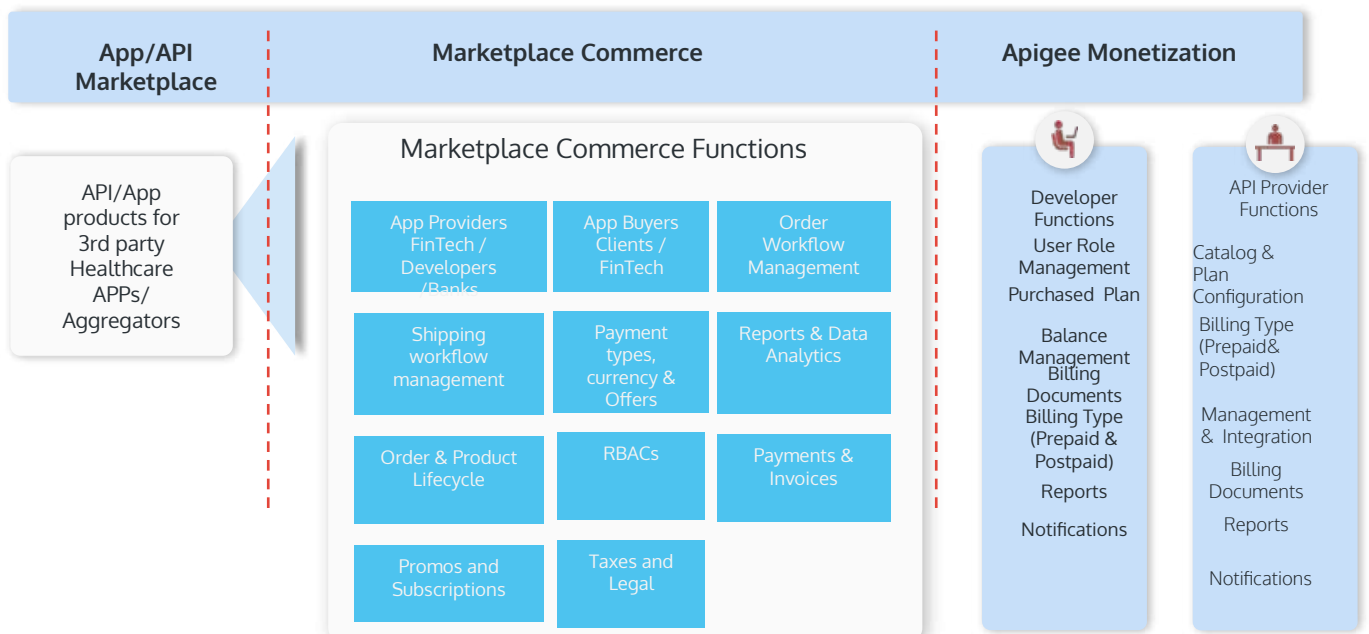 App/API
Marketplace
Marketplace Commerce
Apigee Monetization
API/App
products for
3rd party
Healthcare
APPs/
Aggregators
Marketplace Commerce Functions
App Providers
FinTech /
Developers
/Banks
App Buyers
Clients /
FinTech
Order
Workflow
Management
Shipping
workflow
management
Payment
types,
currency &
Offers
Reports & Data
Analytics
Order & Product
Lifecycle
RBACs
Payments &
Invoices
Promos and
Subscriptions
Taxes and
Legal
Developer
Functions
User Role
Management
Purchased Plan
Balance
Management
Billing
Documents
Billing Type
(Prepaid &
Postpaid)
Reports
Notifications
API Provider
Functions
Catalog &
Plan
Configuration
Billing Type
(Prepaid&
Postpaid)
Management
& Integration
Billing
Documents
Reports
Notifications